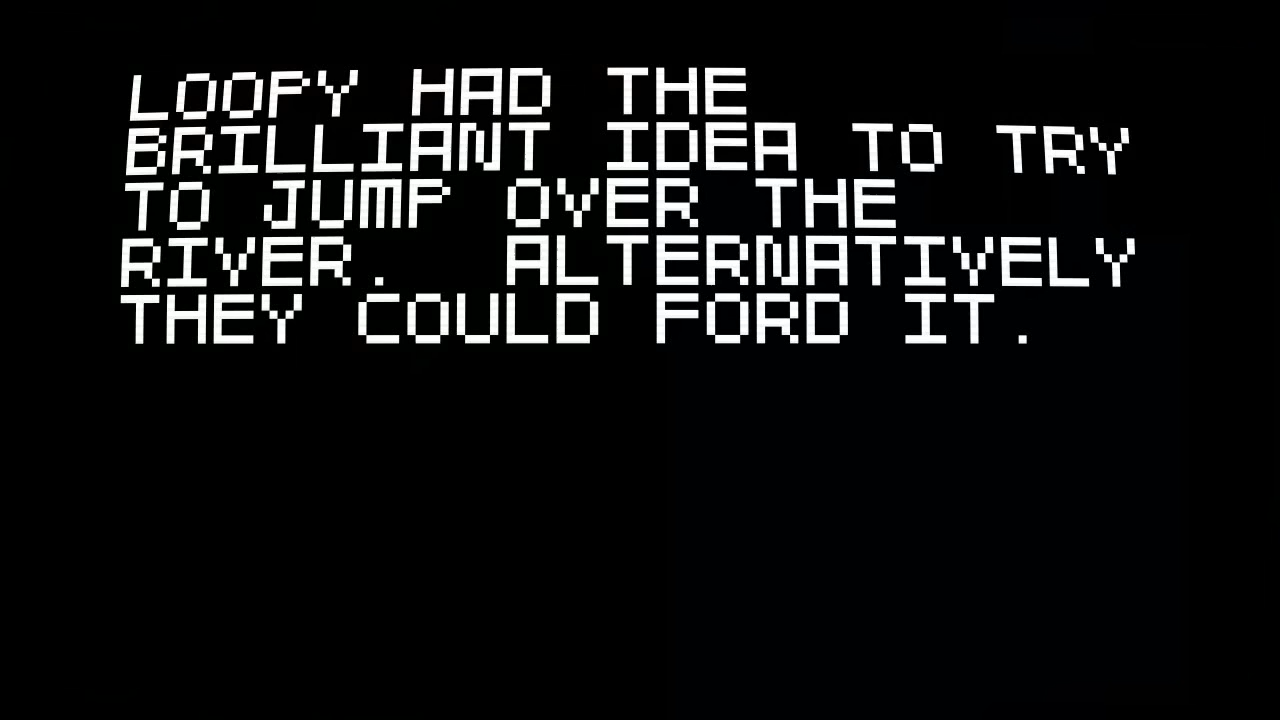 LOOPY HAD THE
BRILLIANT IDEA TO TRY
TO JUMP OVER THE
RIVER.  ALTERNATIVELY
THEY COULD FORD IT.